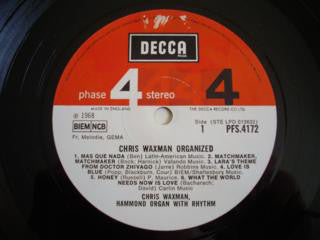 DECCA
phase 4 stereo 4
MADE IN ENGLAND
THE DECCA RECORD CO LTD
℗ 1968
BIEM/NCB
Fr. Melodie, GEMA
SIDE 1
(STE LPO 013632)
PFS.4172
CHRIS WAXMAN ORGANIZED
1. MAS QUE NADA (Ben) Latin-American Music. 2. MATCHMAKER,
MATCHMAKER (Bock, Harnick) Valando Music. 3. LARA'S THEME
FROM DOCTOR ZHIVAGO (Jarre) Robbins Music. 4. LOVE IS
BLUE (Popp, Blackburn, Cour) BIEM/Shaftesbury Music.
5. HONEY (Russell) P. Maurice. 6. WHAT THE WORLD
NEEDS NOW IS LOVE (Bacharach;
David) Carlin Music
CHRIS WAXMAN,
HAMMOND ORGAN WITH RHYTHM